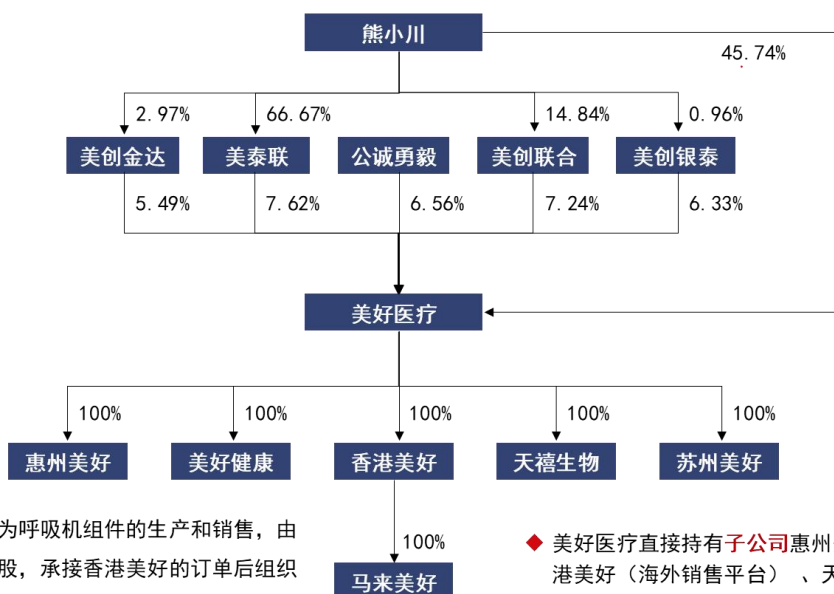 熊小川
45.74%
2.97% 66.67% 14.84% 0.96%
美创金达 美泰联 公诚勇毅 美创联合 美创银泰
5.49% 7.62% 6.56% 7.24% 6.33%
美好医疗
100% 100% 100% 100% 100%
惠州美好 美好健康 香港美好 天禧生物 苏州美好
为呼吸机组件的生产和销售，由
股，承接香港美好的订单后组织
100%
马来美好
◆ 美好医疗直接持有子公司惠州
港美好（海外销售平台）、天